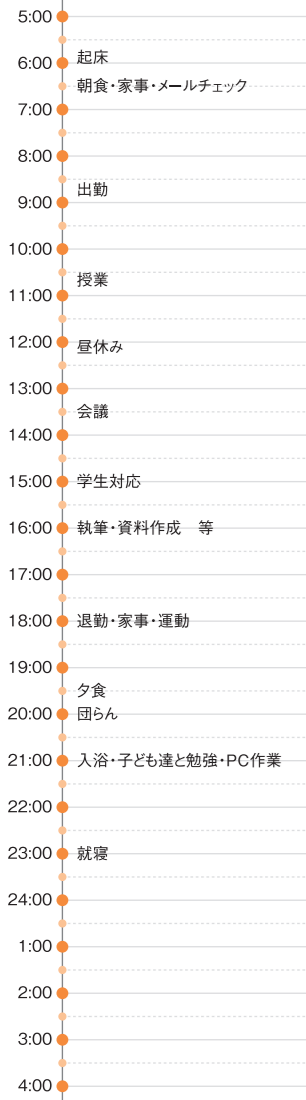 5:00
6:00 起床
朝食・家事・メールチェック
7:00
8:00
出勤
9:00
10:00
授業
11:00
12:00 昼休み
13:00
会議
14:00
15:00 学生対応
16:00 執筆・資料作成　等
17:00
18:00 退勤・家事・運動
19:00
夕食
20:00 団らん
21:00 入浴・子ども達と勉強・PC作業
22:00
23:00 就寝
24:00
1:00
2:00
3:00
4:00